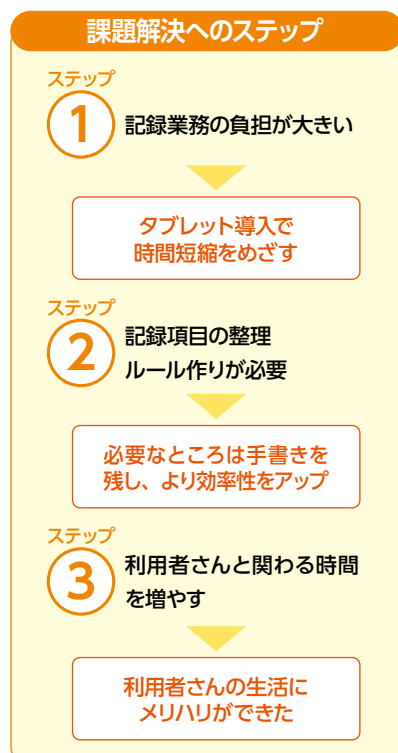 課題解決へのステップ
ステップ
1
記録業務の負担が大きい
タブレット導入で
時間短縮をめざす
ステップ
2
記録項目の整理
ルール作りが必要
必要なところは手書きを
残し、より効率性をアップ
ステップ
3
利用者さんと関わる時間
を増やす
利用者さんの生活に
メリハリができた